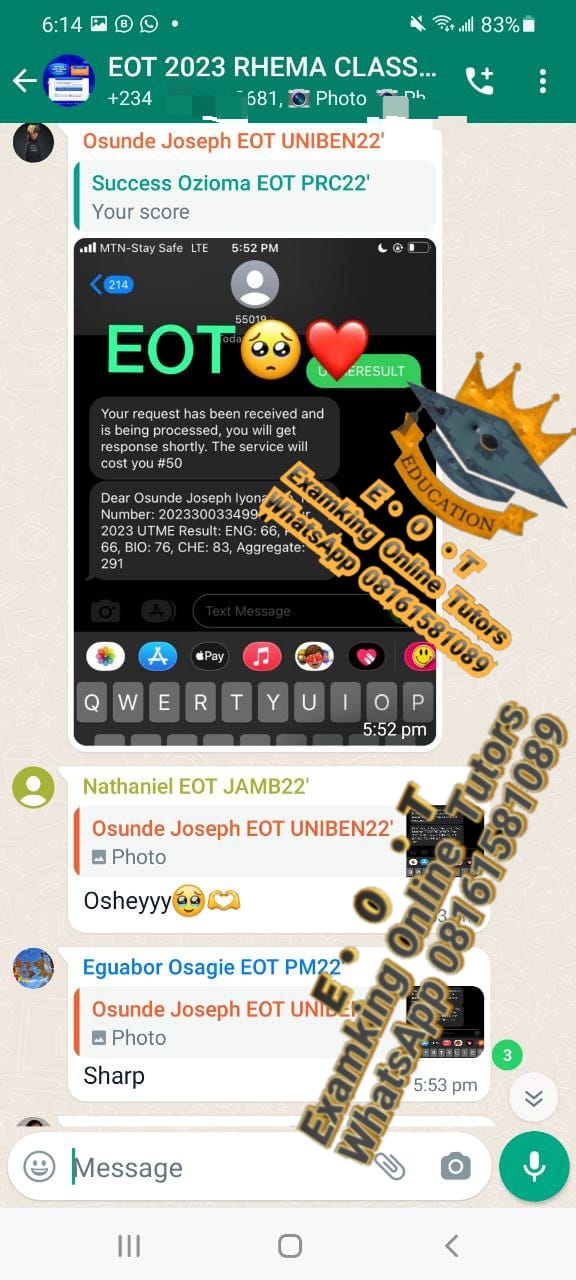 6:14
83%
EOT 2023 RHEMA CLASS...
+234 681, Photo Ph
Osunde Joseph EOT UNIBEN22'
Success Ozioma EOT PRC22'
Your score
MTN-Stay Safe LTE 5:52 PM
214
55019
EOT🥺❤️
ERESULT
Your request has been received and
is being processed, you will get
response shortly. The service will
cost you #50
Dear Osunde Joseph
Number: 202330033499
2023 UTME Result: ENG: 66,
66, BIO: 76, CHE: 83, Aggregate:
291
EDUCATION
E • O • T
Examking Online Tutors
WhatsApp 08161581089
Text Message
Pay
Q W E R T Y U I O P
5:52 pm
Nathaniel EOT JAMB22'
Osunde Joseph EOT UNIBEN22'
Photo
Osheyyy🥹🫶
Eguabor Osagie EOT PM22'
Osunde Joseph EOT
Photo
Sharp
5:53 pm
3
E • O • T
Examking Online Tutors
WhatsApp 08161581089
Message